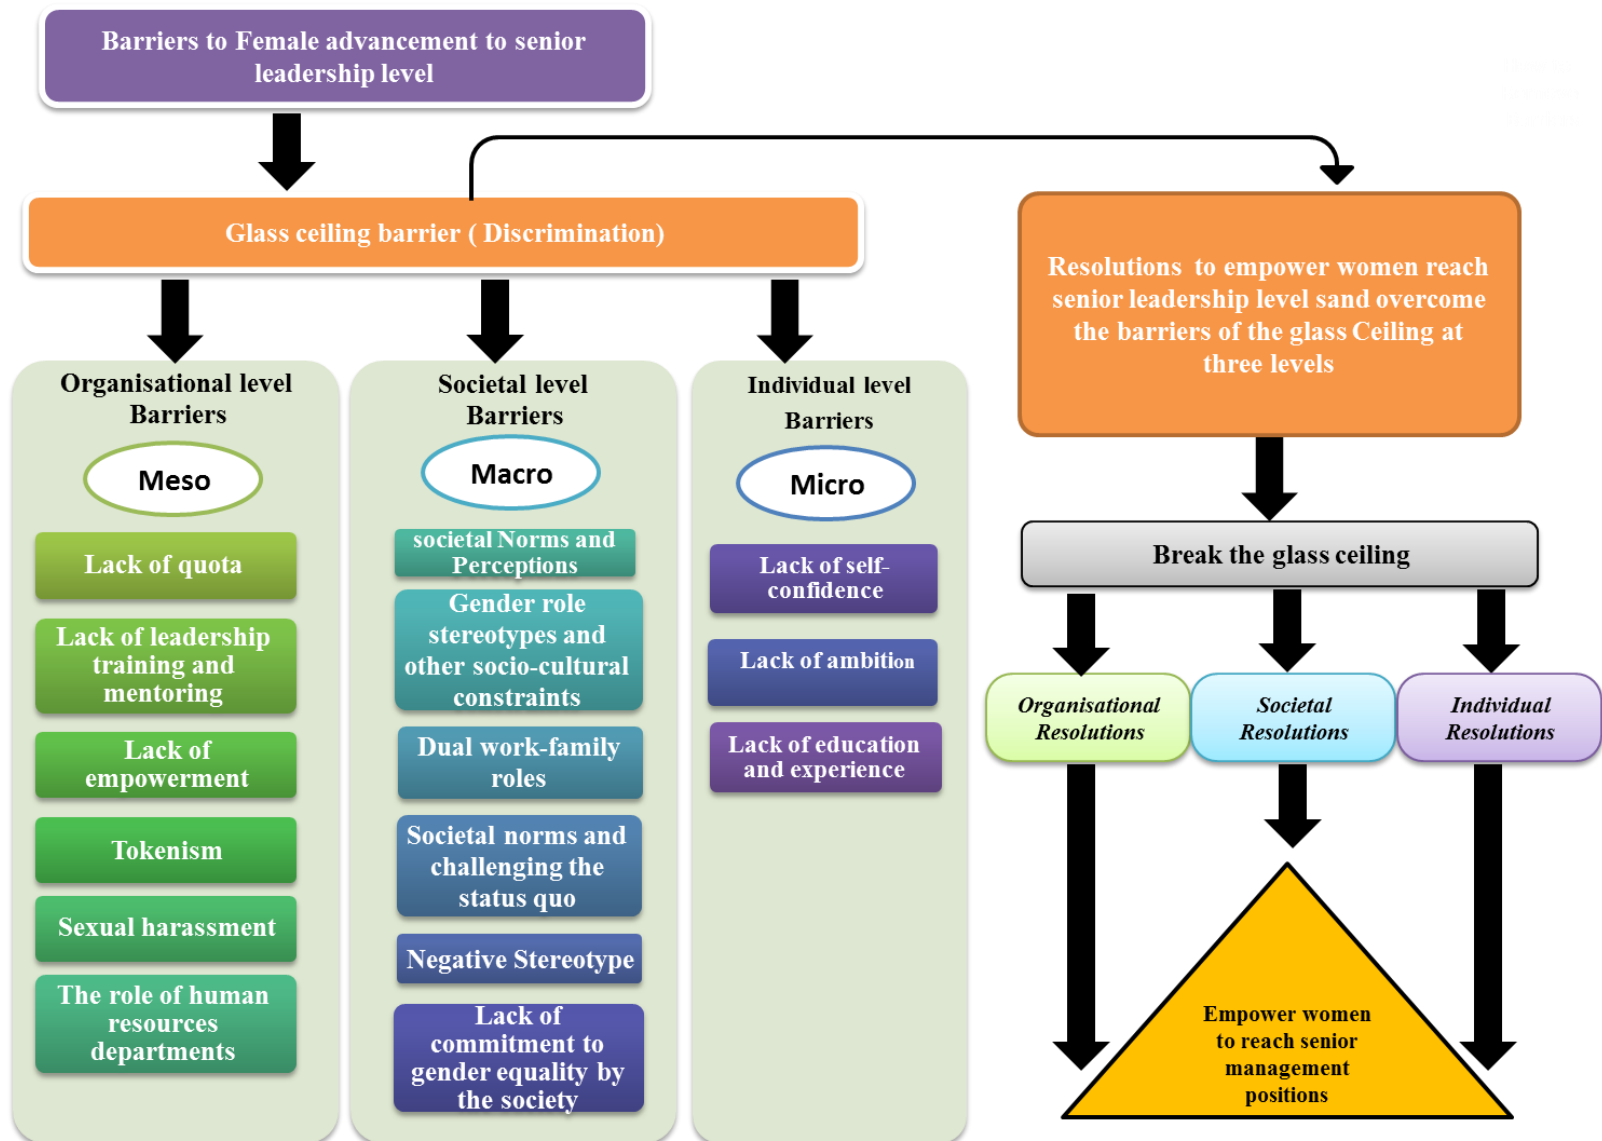 Barriers to Female advancement to senior
leadership level
Glass ceiling barrier ( Discrimination)
Organisational level
Barriers
Meso
Lack of quota
Lack of leadership
training and
mentoring
Lack of
empowerment
Tokenism
Sexual harassment
The role of human
resources
departments
Societal level
Barriers
Macro
societal Norms and
Perceptions
Gender role
stereotypes and
other socio-cultural
constraints
Dual work-family
roles
Societal norms and
challenging the
status quo
Negative Stereotype
Lack of
commitment to
gender equality by
the society
Individual level
Barriers
Micro
Lack of self-
confidence
Lack of ambition
Lack of education
and experience
Resolutions to empower women reach
senior leadership level sand overcome
the barriers of the glass Ceiling at
three levels
Break the glass ceiling
Organisational
Resolutions
Societal
Resolutions
Individual
Resolutions
Empower women
to reach senior
management
positions